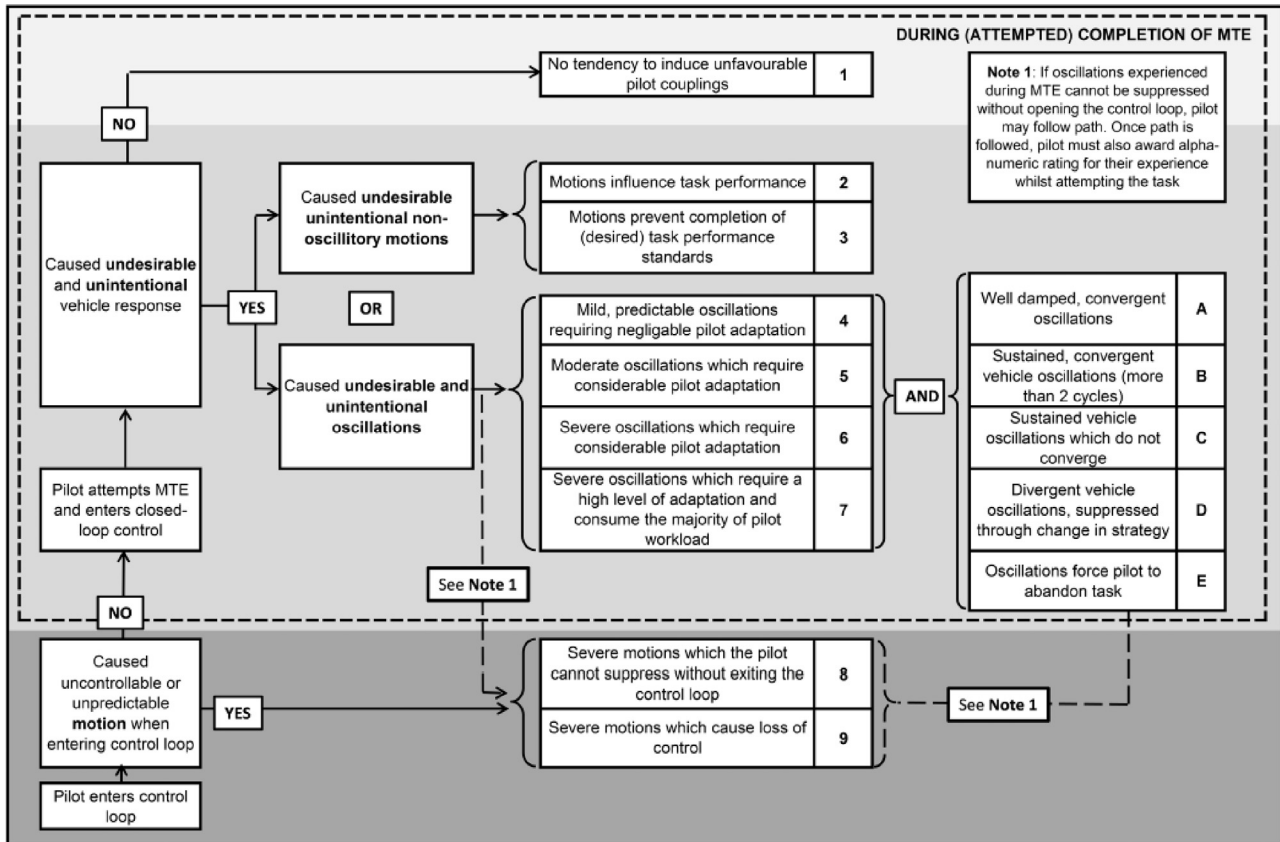 DURING (ATTEMPTED) COMPLETION OF MTE
No tendency to induce unfavourable
pilot couplings
1
Note 1: If oscillations experienced
during MTE cannot be suppressed
without opening the control loop, pilot
may follow path. Once path is
followed, pilot must also award alpha-
numeric rating for their experience
whilst attempting the task
NO
Caused undesirable
and unintentional
vehicle response
YES
Caused undesirable
unintentional non-
oscillitory motions
OR
Caused undesirable and
unintentional
oscillations
Motions influence task performance
2
Motions prevent completion of
(desired) task performance
standards
3
Mild, predictable oscillations
requiring negligable pilot adaptation
4
Moderate oscillations which require
considerable pilot adaptation
5
Severe oscillations which require
considerable pilot adaptation
6
Severe oscillations which require a
high level of adaptation and
consume the majority of pilot
workload
7
AND
Well damped, convergent
oscillations
A
Sustained, convergent
vehicle oscillations (more
than 2 cycles)
B
Sustained vehicle
oscillations which do not
converge
C
Divergent vehicle
oscillations, suppressed
through change in strategy
D
Oscillations force pilot to
abandon task
E
Pilot attempts MTE
and enters closed-
loop control
See Note 1
NO
Caused
uncontrollable or
unpredictable
motion when
entering control loop
YES
Severe motions which the pilot
cannot suppress without exiting the
control loop
8
Severe motions which cause loss of
control
9
See Note 1
Pilot enters control
loop